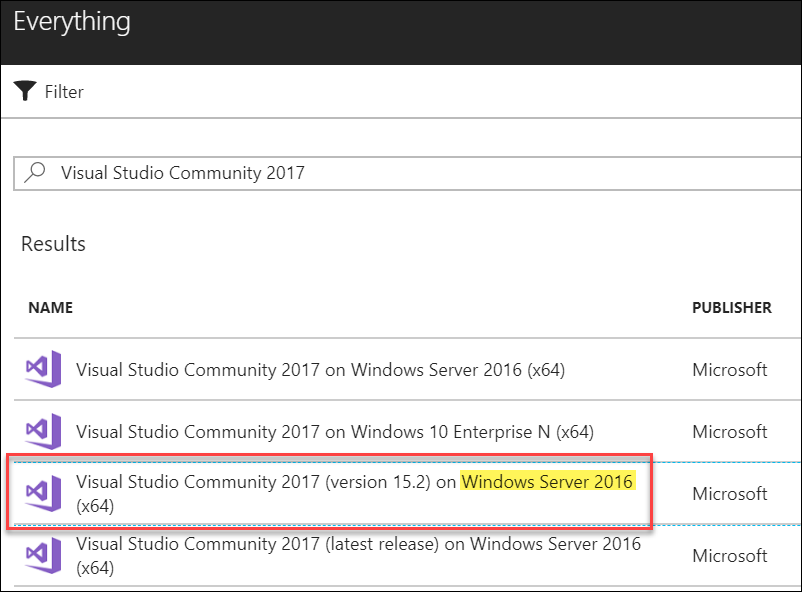 Everything
Filter
Visual Studio Community 2017
Results
NAME PUBLISHER
Visual Studio Community 2017 on Windows Server 2016 (x64) Microsoft
Visual Studio Community 2017 on Windows 10 Enterprise N (x64) Microsoft
Visual Studio Community 2017 (version 15.2) on Windows Server 2016
(x64)
Microsoft
Visual Studio Community 2017 (latest release) on Windows Server 2016
(x64)
Microsoft